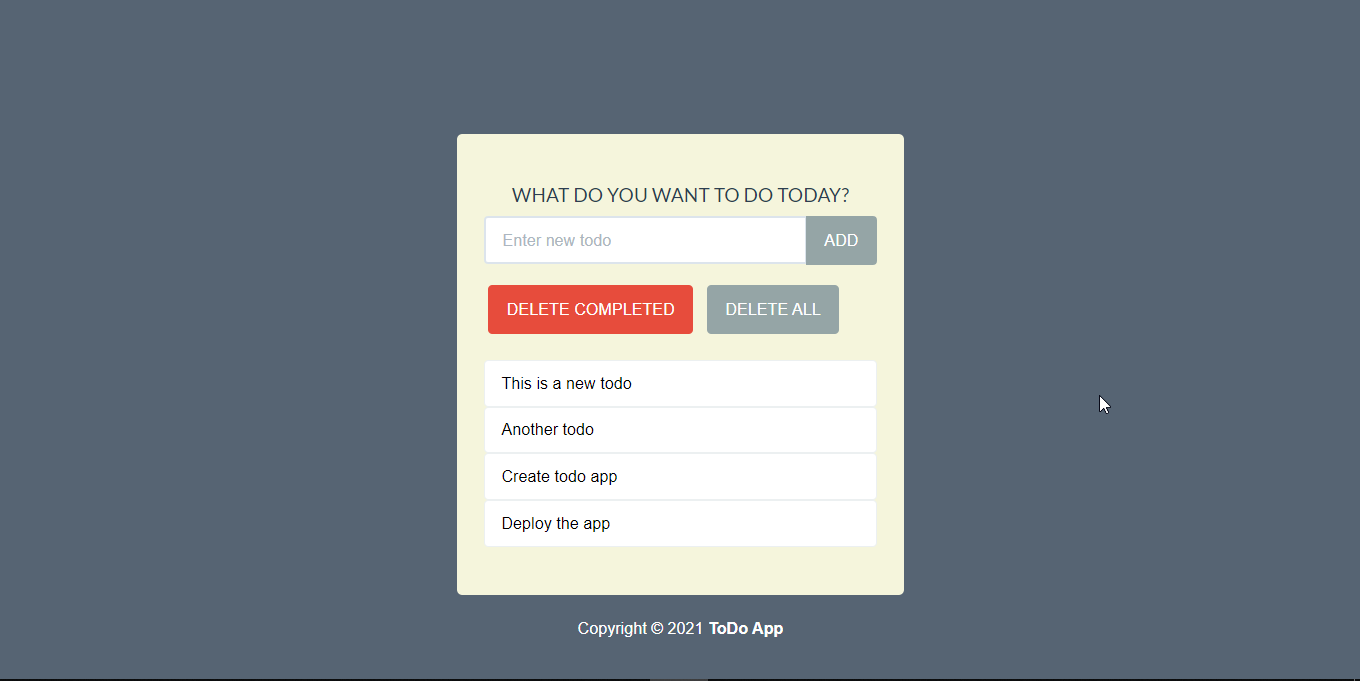 WHAT DO YOU WANT TO DO TODAY?
Enter new todo ADD
DELETE COMPLETED DELETE ALL
This is a new todo
Another todo
Create todo app
Deploy the app
Copyright © 2021 ToDo App